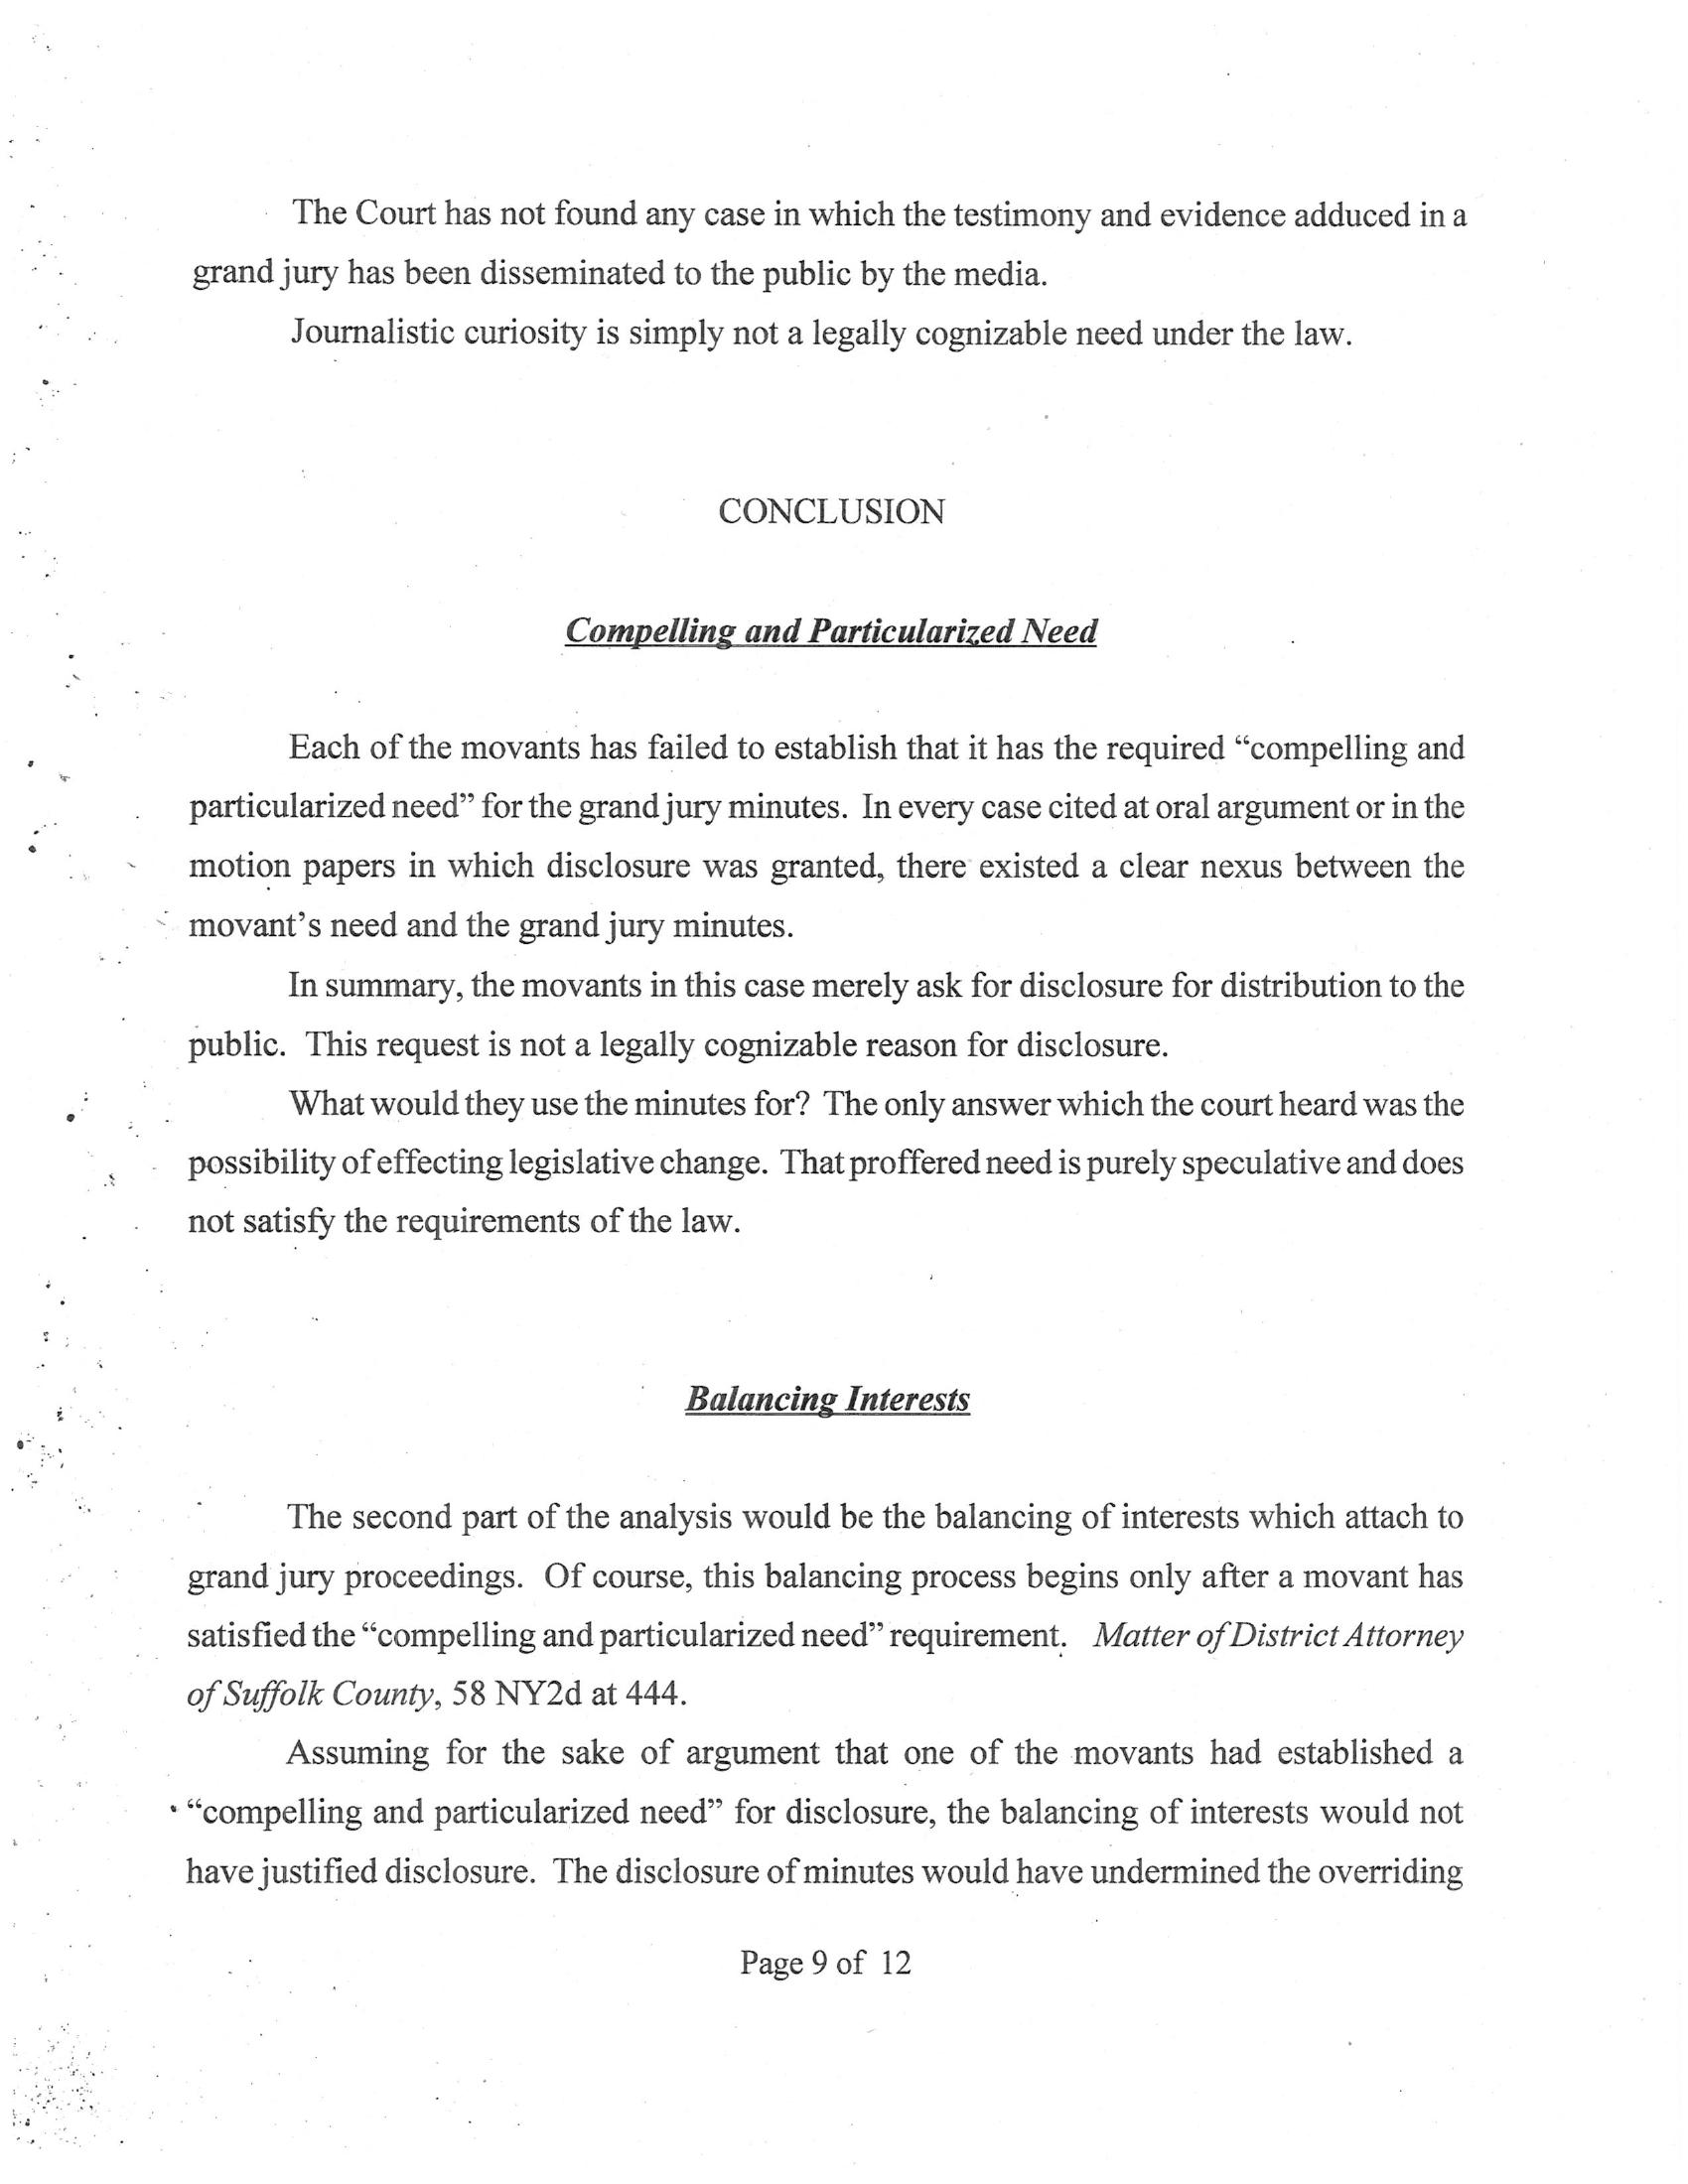 The Court has not found any case in which the testimony and evidence adduced in a
grand jury has been disseminated to the public by the media.
Journalistic curiosity is simply not a legally cognizable need under the law.
CONCLUSION
Compelling and Particularized Need
Each of the movants has failed to establish that it has the required “compelling and
particularized need” for the grand jury minutes. In every case cited at oral argument or in the
motion papers in which disclosure was granted, there existed a clear nexus between the
movant’s need and the grand jury minutes.
In summary, the movants in this case merely ask for disclosure for distribution to the
public. This request is not a legally cognizable reason for disclosure.
What would they use the minutes for? The only answer which the court heard was the
possibility of effecting legislative change. That proffered need is purely speculative and does
not satisfy the requirements of the law.
Balancing Interests
The second part of the analysis would be the balancing of interests which attach to
grand jury proceedings. Of course, this balancing process begins only after a movant has
satisfied the “compelling and particularized need” requirement. Matter of District Attorney
of Suffolk County, 58 NY2d at 444.
Assuming for the sake of argument that one of the movants had established a
“compelling and particularized need” for disclosure, the balancing of interests would not
have justified disclosure. The disclosure of minutes would have undermined the overriding
Page 9 of 12